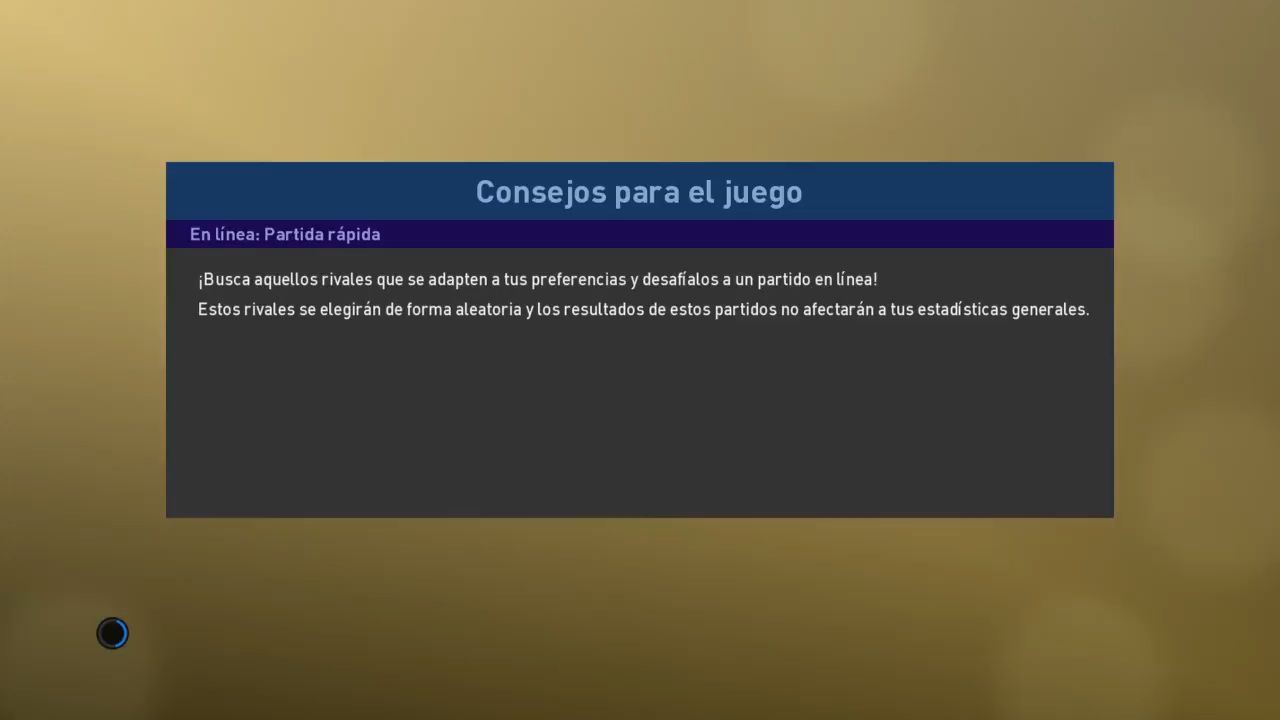 Consejos para el juego
En línea: Partida rápida
¡Busca aquellos rivales que se adapten a tus preferencias y desafíalos a un partido en línea!
Estos rivales se elegirán de forma aleatoria y los resultados de estos partidos no afectarán a tus estadísticas generales.